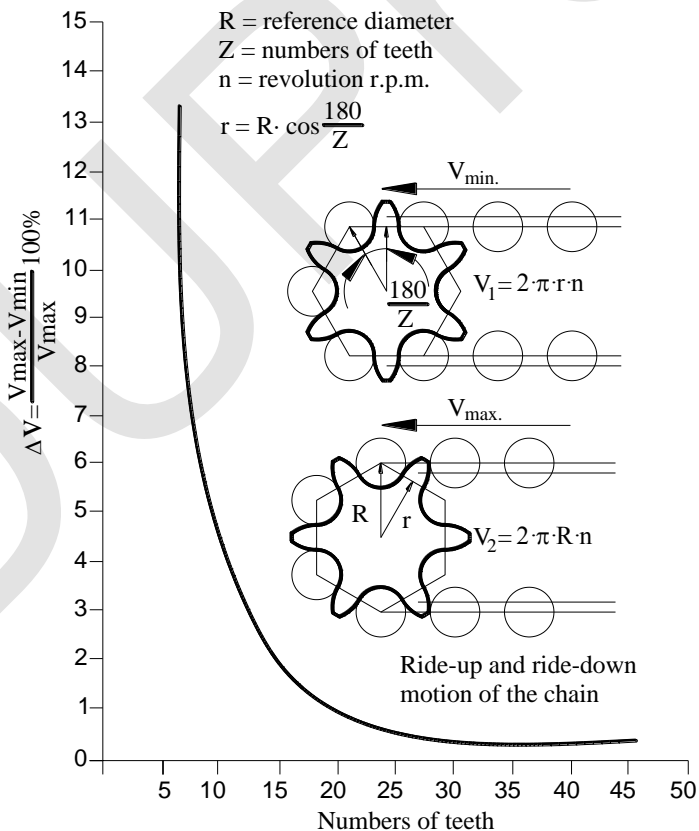 R = reference diameter
Z = numbers of teeth
n = revolution r.p.m.
r = R· cos 180/Z
15
14
13
12
11
10
9
8
7
6
5
4
3
2
1
0
ΔV= Vmax-Vmin/Vmax 100%
Vmin.
180/Z
V1= 2·π·r·n
Vmax.
R
r
V2= 2·π·R·n
Ride-up and ride-down
motion of the chain
5 10 15 20 25 30 35 40 45 50
Numbers of teeth